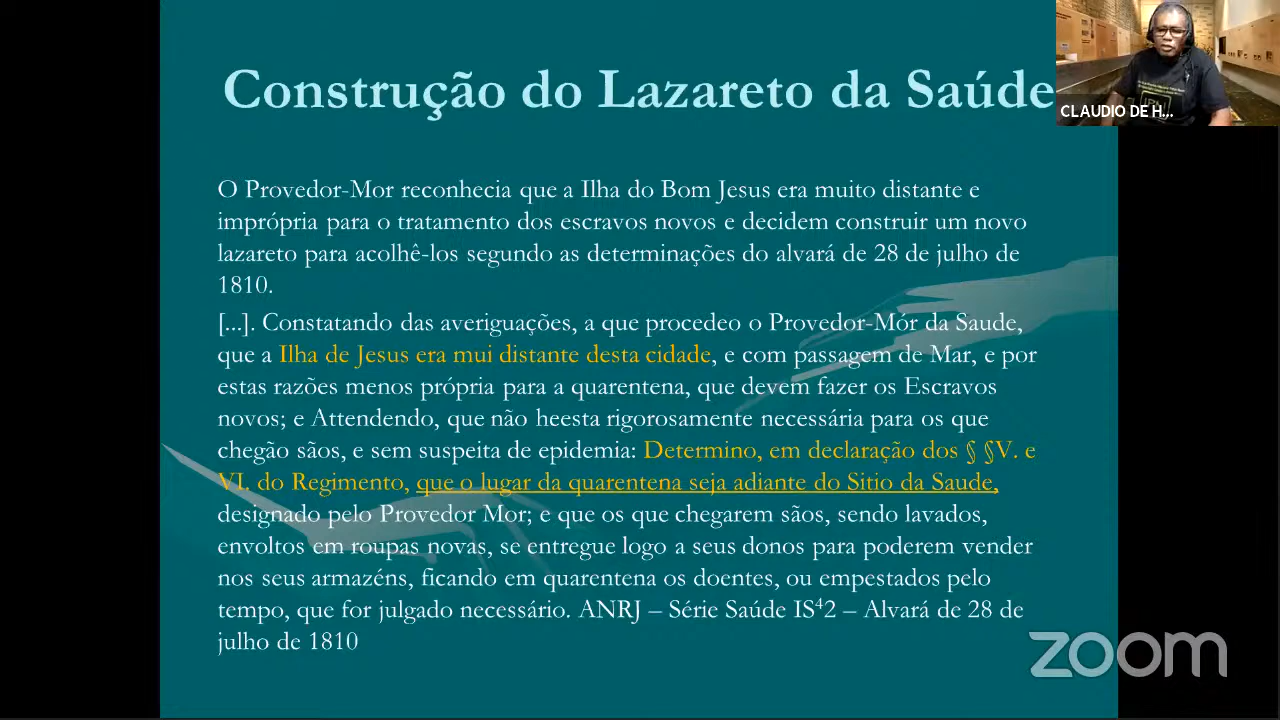 Construção do Lazareto da Saúde
CLAUDIO DE H...
O Provedor-Mor reconhecia que a Ilha do Bom Jesus era muito distante e
imprópria para o tratamento dos escravos novos e decidem construir um novo
lazareto para acolhê-los segundo as determinações do alvará de 28 de julho de
1810.
[...]. Constatando das averiguações, a que procedeo o Provedor-Mór da Saude,
que a Ilha de Jesus era mui distante desta cidade, e com passagem de Mar, e por
estas razões menos própria para a quarentena, que devem fazer os Escravos
novos; e Attendendo, que não heesta rigorosamente necessária para os que
chegão sãos, e sem suspeita de epidemia: Determino, em declaração dos § §V. e
VI. do Regimento, que o lugar da quarentena seja adiante do Sitio da Saude,
designado pelo Provedor Mor; e que os que chegarem sãos, sendo lavados,
envoltos em roupas novas, se entregue logo a seus donos para poderem vender
nos seus armazéns, ficando em quarentena os doentes, ou empestados pelo
tempo, que for julgado necessário. ANRJ – Série Saúde IS⁴2 – Alvará de 28 de
julho de 1810
zoom